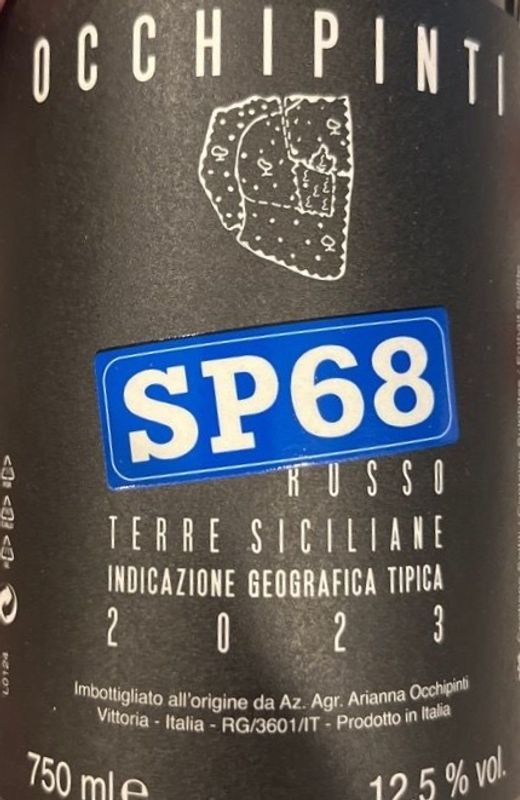 OCCHIPINTI
SP68
ROSSO
TERRE SICILIANE
INDICAZIONE GEOGRAFICA TIPICA
2023
L0124
Imbottigliato all'origine da Az. Agr. Arianna Occhipinti
Vittoria - Italia - RG/3601/IT - Prodotto in Italia
750 ml e 12,5 % vol.